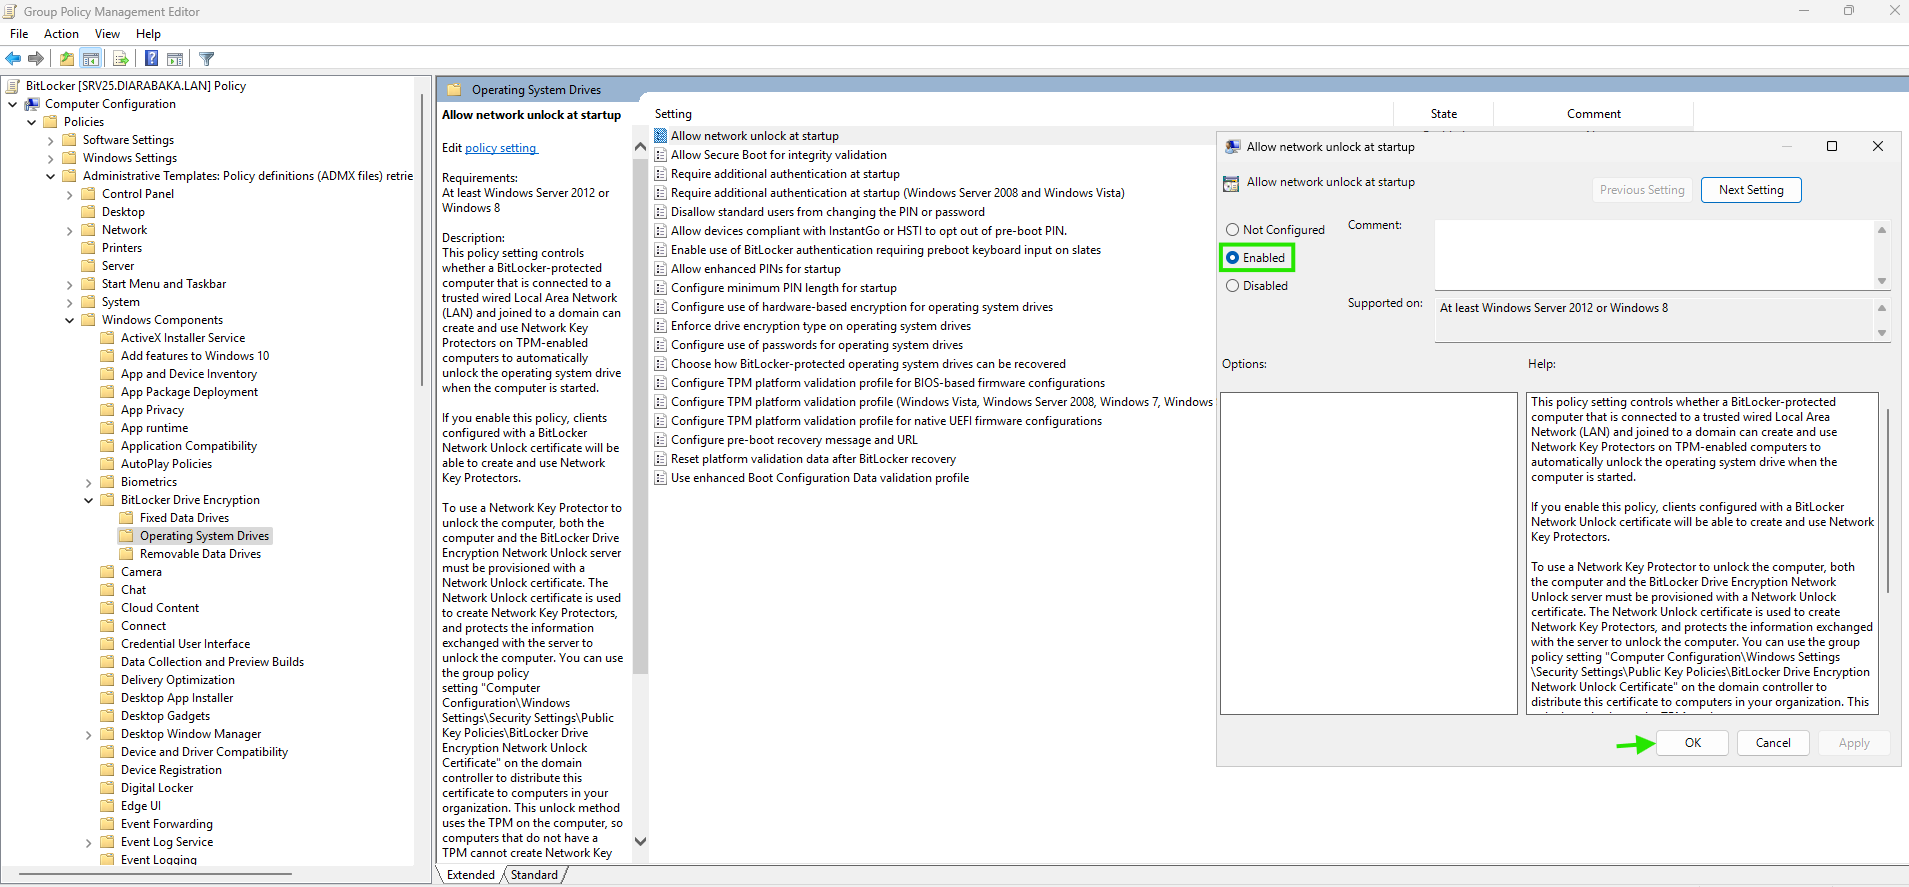 Group Policy Management Editor
File Action View Help
BitLocker [SRV25.DIARABAKA.LAN] Policy
Computer Configuration
Policies
Software Settings
Windows Settings
Administrative Templates: Policy definitions (ADMX files) retrie
Control Panel
Desktop
Network
Printers
Server
Start Menu and Taskbar
System
Windows Components
ActiveX Installer Service
Add features to Windows 10
App and Device Inventory
App Package Deployment
App Privacy
App runtime
Application Compatibility
AutoPlay Policies
Biometrics
BitLocker Drive Encryption
Fixed Data Drives
Operating System Drives
Removable Data Drives
Camera
Chat
Cloud Content
Connect
Credential User Interface
Data Collection and Preview Builds
Delivery Optimization
Desktop App Installer
Desktop Gadgets
Desktop Window Manager
Device and Driver Compatibility
Device Registration
Digital Locker
Edge UI
Event Forwarding
Event Log Service
Event Logging
Operating System Drives
Allow network unlock at startup
Edit policy setting
Requirements:
At least Windows Server 2012 or
Windows 8
Description:
This policy setting controls
whether a BitLocker-protected
computer that is connected to a
trusted wired Local Area Network
(LAN) and joined to a domain can
create and use Network Key
Protectors on TPM-enabled
computers to automatically
unlock the operating system drive
when the computer is started.
If you enable this policy, clients
configured with a BitLocker
Network Unlock certificate will be
able to create and use Network
Key Protectors.
To use a Network Key Protector to
unlock the computer, both the
computer and the BitLocker Drive
Encryption Network Unlock server
must be provisioned with a
Network Unlock certificate. The
Network Unlock certificate is used
to create Network Key Protectors,
and protects the information
exchanged with the server to
unlock the computer. You can use
the group policy
setting "Computer
Configuration\Windows
Settings\Security Settings\Public
Key Policies\BitLocker Drive
Encryption Network Unlock
Certificate" on the domain
controller to distribute this
certificate to computers in your
organization. This unlock method
uses the TPM on the computer, so
computers that do not have a
TPM cannot create Network Key
Setting State Comment
Allow network unlock at startup
Allow Secure Boot for integrity validation
Require additional authentication at startup
Require additional authentication at startup (Windows Server 2008 and Windows Vista)
Disallow standard users from changing the PIN or password
Allow devices compliant with InstantGo or HSTI to opt out of pre-boot PIN.
Enable use of BitLocker authentication requiring preboot keyboard input on slates
Allow enhanced PINs for startup
Configure minimum PIN length for startup
Configure use of hardware-based encryption for operating system drives
Enforce drive encryption type on operating system drives
Configure use of passwords for operating system drives
Choose how BitLocker-protected operating system drives can be recovered
Configure TPM platform validation profile for BIOS-based firmware configurations
Configure TPM platform validation profile (Windows Vista, Windows Server 2008, Windows 7, Windows
Configure TPM platform validation profile for native UEFI firmware configurations
Configure pre-boot recovery message and URL
Reset platform validation data after BitLocker recovery
Use enhanced Boot Configuration Data validation profile
Extended Standard
Allow network unlock at startup
Allow network unlock at startup
Previous Setting Next Setting
Not Configured
Enabled
Disabled
Comment:
Supported on:
At least Windows Server 2012 or Windows 8
Options: Help:
This policy setting controls whether a BitLocker-protected
computer that is connected to a trusted wired Local Area
Network (LAN) and joined to a domain can create and use
Network Key Protectors on TPM-enabled computers to
automatically unlock the operating system drive when the
computer is started.
If you enable this policy, clients configured with a BitLocker
Network Unlock certificate will be able to create and use Network
Key Protectors.
To use a Network Key Protector to unlock the computer, both
the computer and the BitLocker Drive Encryption Network
Unlock server must be provisioned with a Network Unlock
certificate. The Network Unlock certificate is used to create
Network Key Protectors, and protects the information exchanged
with the server to unlock the computer. You can use the group
policy setting "Computer Configuration\Windows Settings
\Security Settings\Public Key Policies\BitLocker Drive Encryption
Network Unlock Certificate" on the domain controller to
distribute this certificate to computers in your organization. This
OK Cancel Apply